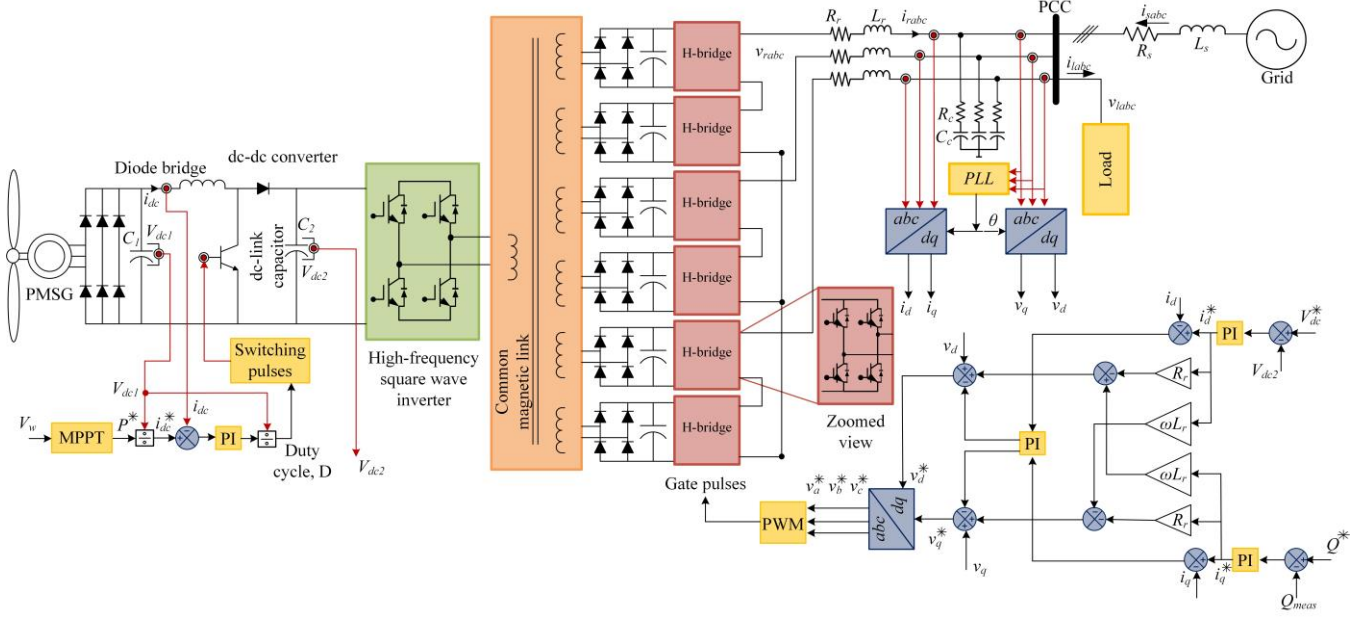 R_r
L_r
i_rabc
PCC
i_sabc
R_s
L_s
Grid
v_rabc
i_labc
v_labc
R_c
C_c
Load
PLL
θ
abc
dq
abc
dq
i_d
i_q
v_q
v_d
H-bridge
H-bridge
H-bridge
H-bridge
H-bridge
H-bridge
Common
magnetic link
Diode bridge
dc-dc converter
i_dc
C_1
V_dc1
dc-link
capacitor
C_2
V_dc2
PMSG
High-frequency
square wave
inverter
Switching
pulses
V_dc1
i_dc
V_w
MPPT
P*
÷
i_dc*
PI
÷
Duty
cycle, D
V_dc2
Zoomed
view
Gate pulses
PWM
v_a* v_b* v_c*
abc
dq
v_d*
v_q*
v_d
v_q
PI
i_d
i_d*
PI
V_dc*
V_dc2
R_r
ωL_r
ωL_r
R_r
i_q
i_q*
PI
Q*
Q_meas